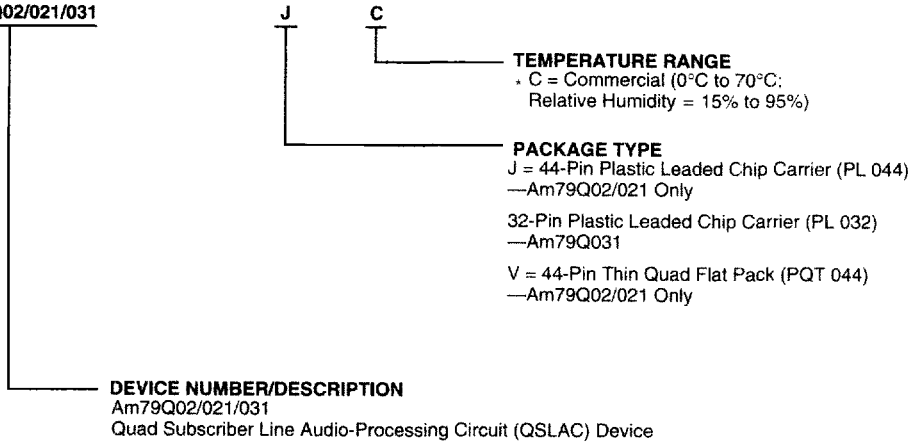 02/021/031 J C
TEMPERATURE RANGE
* C = Commercial (0°C to 70°C;
Relative Humidity = 15% to 95%)
PACKAGE TYPE
J = 44-Pin Plastic Leaded Chip Carrier (PL 044)
—Am79Q02/021 Only
32-Pin Plastic Leaded Chip Carrier (PL 032)
—Am79Q031
V = 44-Pin Thin Quad Flat Pack (PQT 044)
—Am79Q02/021 Only
DEVICE NUMBER/DESCRIPTION
Am79Q02/021/031
Quad Subscriber Line Audio-Processing Circuit (QSLAC) Device